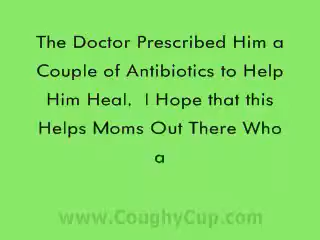 The Doctor Prescribed Him a
Couple of Antibiotics to Help
Him Heal.  I Hope that this
Helps Moms Out There Who
a
www.CoughyCup.com